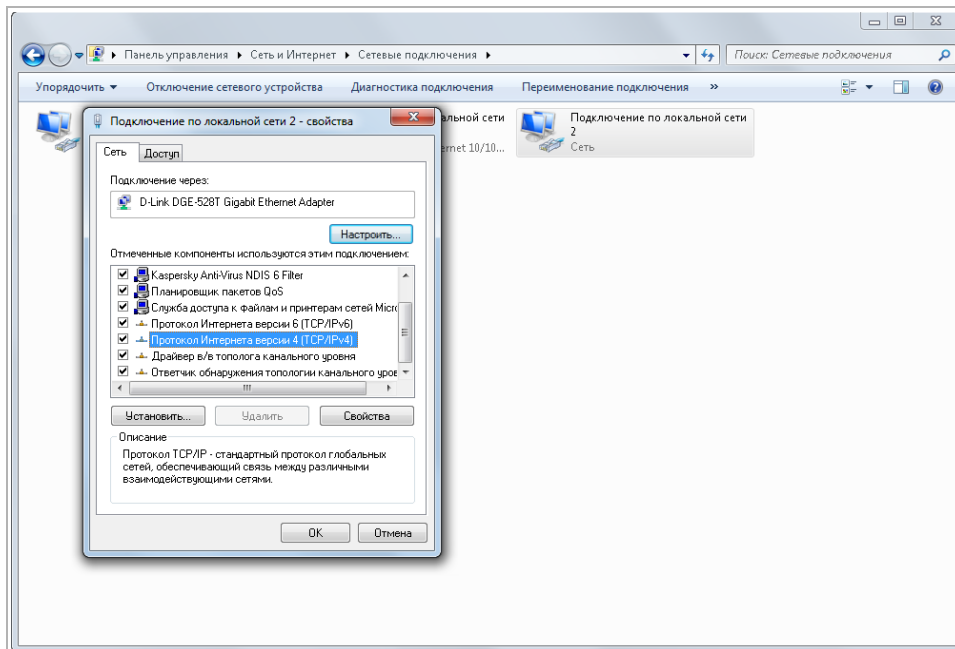 Панель управления ▸ Сеть и Интернет ▸ Сетевые подключения ▸
Поиск: Сетевые подключения
Упорядочить
Отключение сетевого устройства
Диагностика подключения
Переименование подключения
»
Подключение по локальной сети 2 - свойства
Сеть
Доступ
Подключение через:
D-Link DGE-528T Gigabit Ethernet Adapter
Настроить...
Отмеченные компоненты используются этим подключением:
Kaspersky Anti-Virus NDIS 6 Filter
Планировщик пакетов QoS
Служба доступа к файлам и принтерам сетей
Протокол Интернета версии 6 (TCP/IPv6)
Протокол Интернета версии 4 (TCP/IPv4)
Драйвер в/в тополога канального уровня
Ответчик обнаружения топологии канального
Установить...
Удалить
Свойства
Описание
Протокол TCP/IP - стандартный протокол глобальных
сетей, обеспечивающий связь между различными
взаимодействующими сетями.
OK
Отмена
сети
10/10...
Подключение по локальной сети
2
Сеть